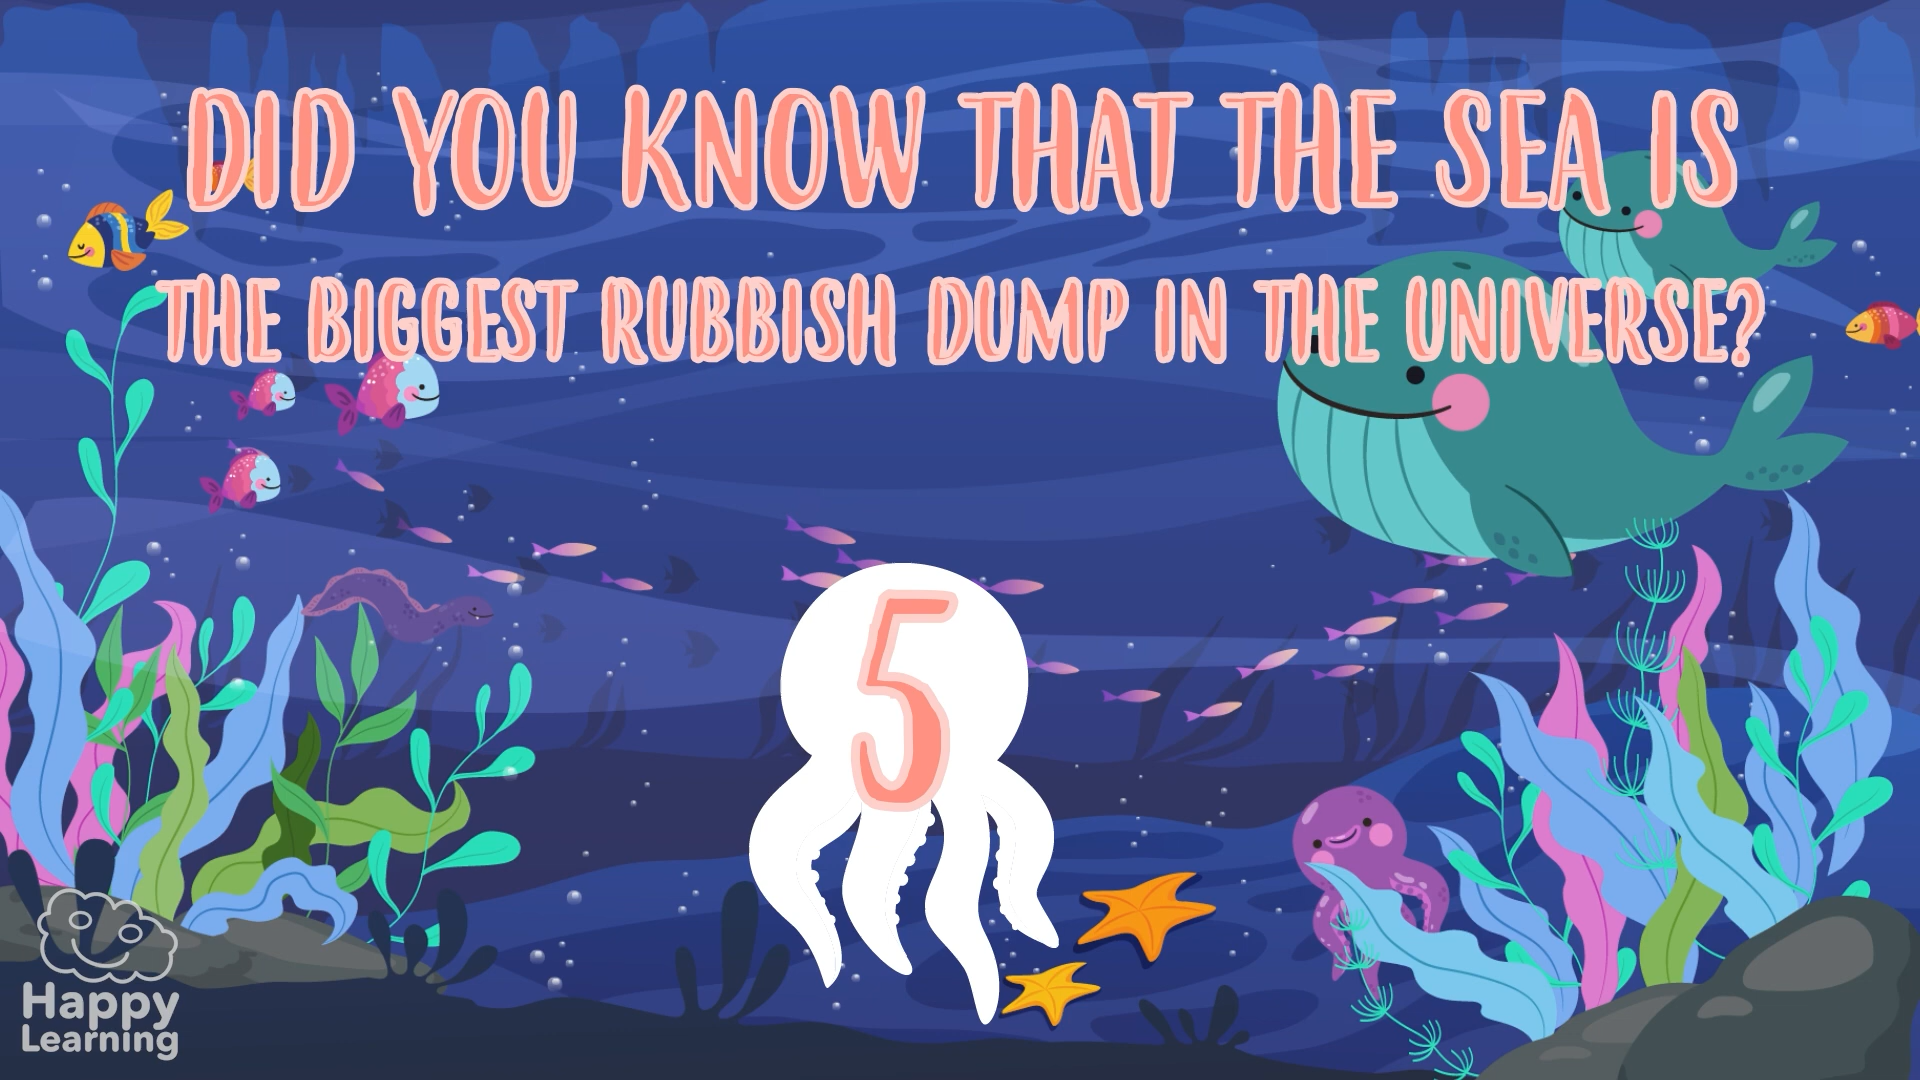 DID YOU KNOW THAT THE SEA IS
THE BIGGEST RUBBISH DUMP IN THE UNIVERSE?
5
Happy
Learning